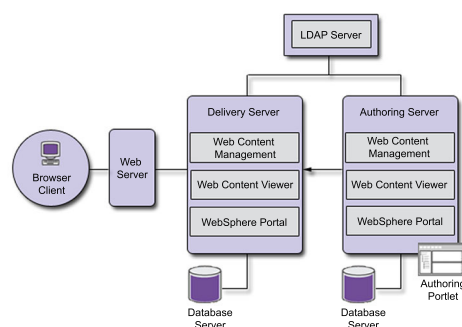 LDAP Server
Delivery Server
Authoring Server
Web Content
Management
Web Content
Management
Web
Server
Browser
Client
Web Content Viewer
Web Content Viewer
WebSphere Portal
WebSphere Portal
Authoring
Portlet
Database
Server
Database
Server